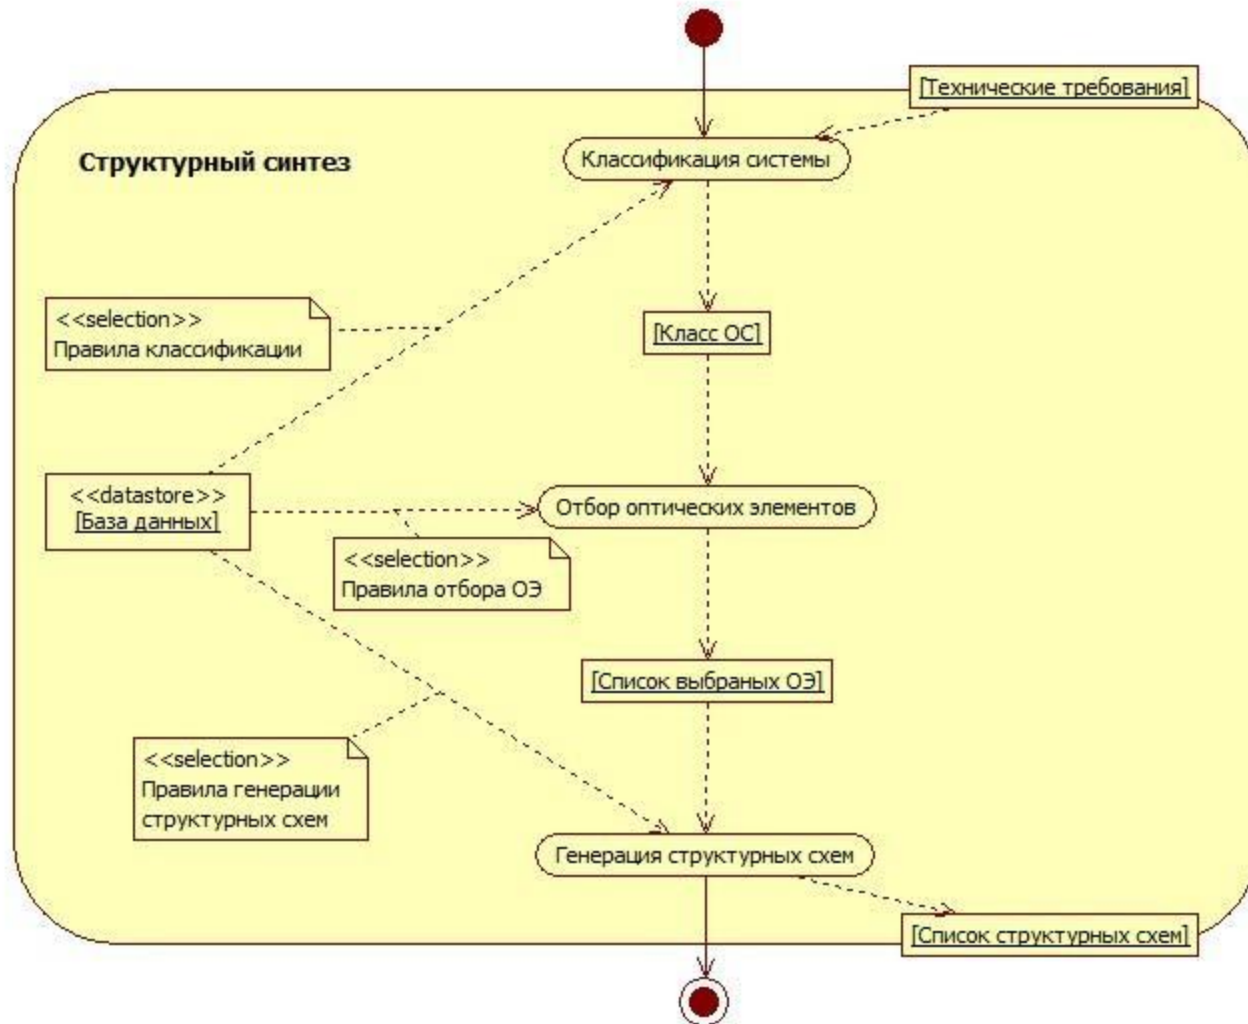 [Технические требования]
Структурный синтез
Классификация системы
<<selection>>
Правила классификации
[Класс ОС]
<<datastore>>
[База данных]
Отбор оптических элементов
<<selection>>
Правила отбора ОЭ
[Список выбраных ОЭ]
<<selection>>
Правила генерации
структурных схем
Генерация структурных схем
[Список структурных схем]